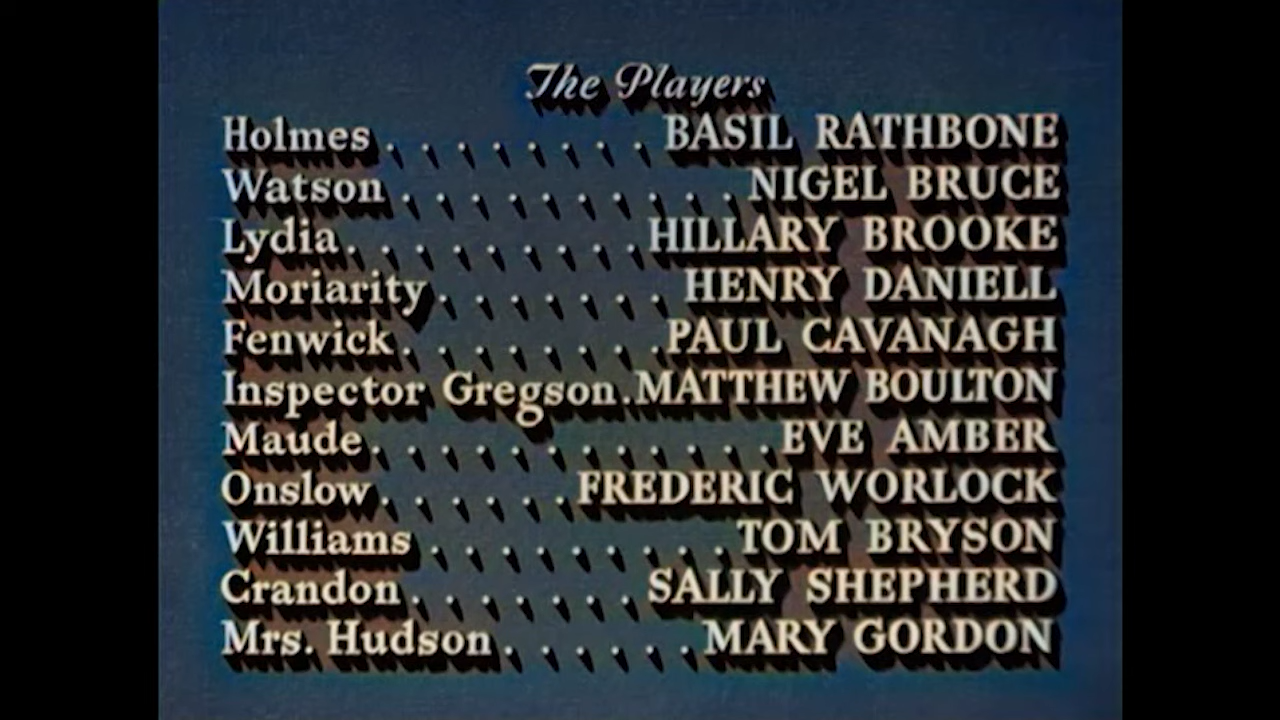 The Players
Holmes . . . . . . . . BASIL RATHBONE
Watson . . . . . . . . . . NIGEL BRUCE
Lydia . . . . . . . . . HILLARY BROOKE
Moriarity . . . . . . . HENRY DANIELL
Fenwick . . . . . . . . PAUL CAVANAGH
Inspector Gregson . MATTHEW BOULTON
Maude . . . . . . . . . . . . EVE AMBER
Onslow . . . . . . FREDERIC WORLOCK
Williams . . . . . . . . . TOM BRYSON
Crandon . . . . . . . SALLY SHEPHERD
Mrs. Hudson . . . . . . MARY GORDON